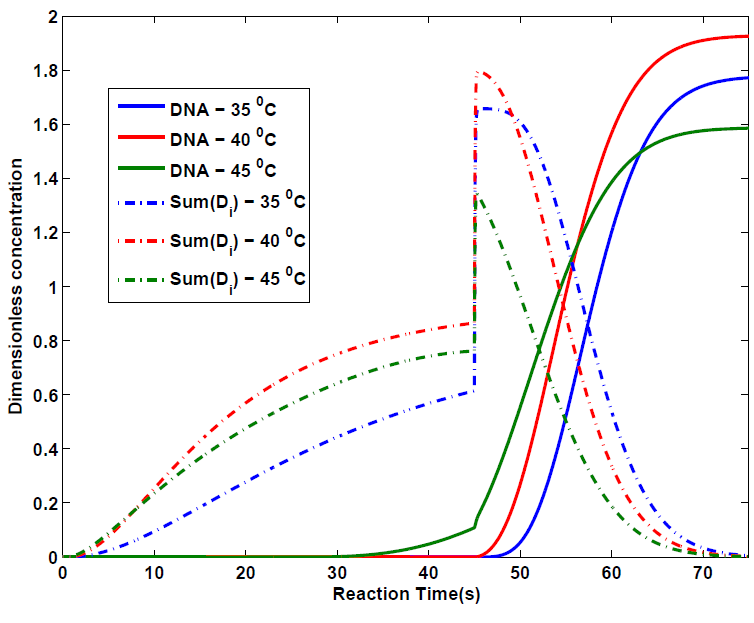 2
1.8
1.6
1.4
1.2
1
0.8
0.6
0.4
0.2
0
Dimensionless concentration
DNA − 35 ⁰C
DNA − 40 ⁰C
DNA − 45 ⁰C
Sum(Dᵢ) − 35 ⁰C
Sum(Dᵢ) − 40 ⁰C
Sum(Dᵢ) − 45 ⁰C
0 10 20 30 40 50 60 70
Reaction Time(s)